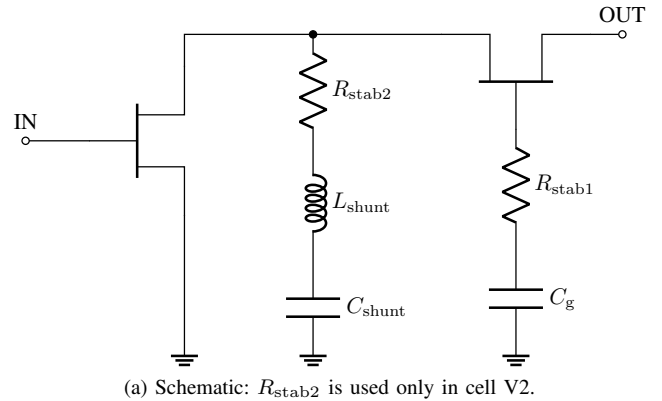 OUT
IN
R_stab2
R_stab1
L_shunt
C_shunt
C_g
(a) Schematic: R_stab2 is used only in cell V2.